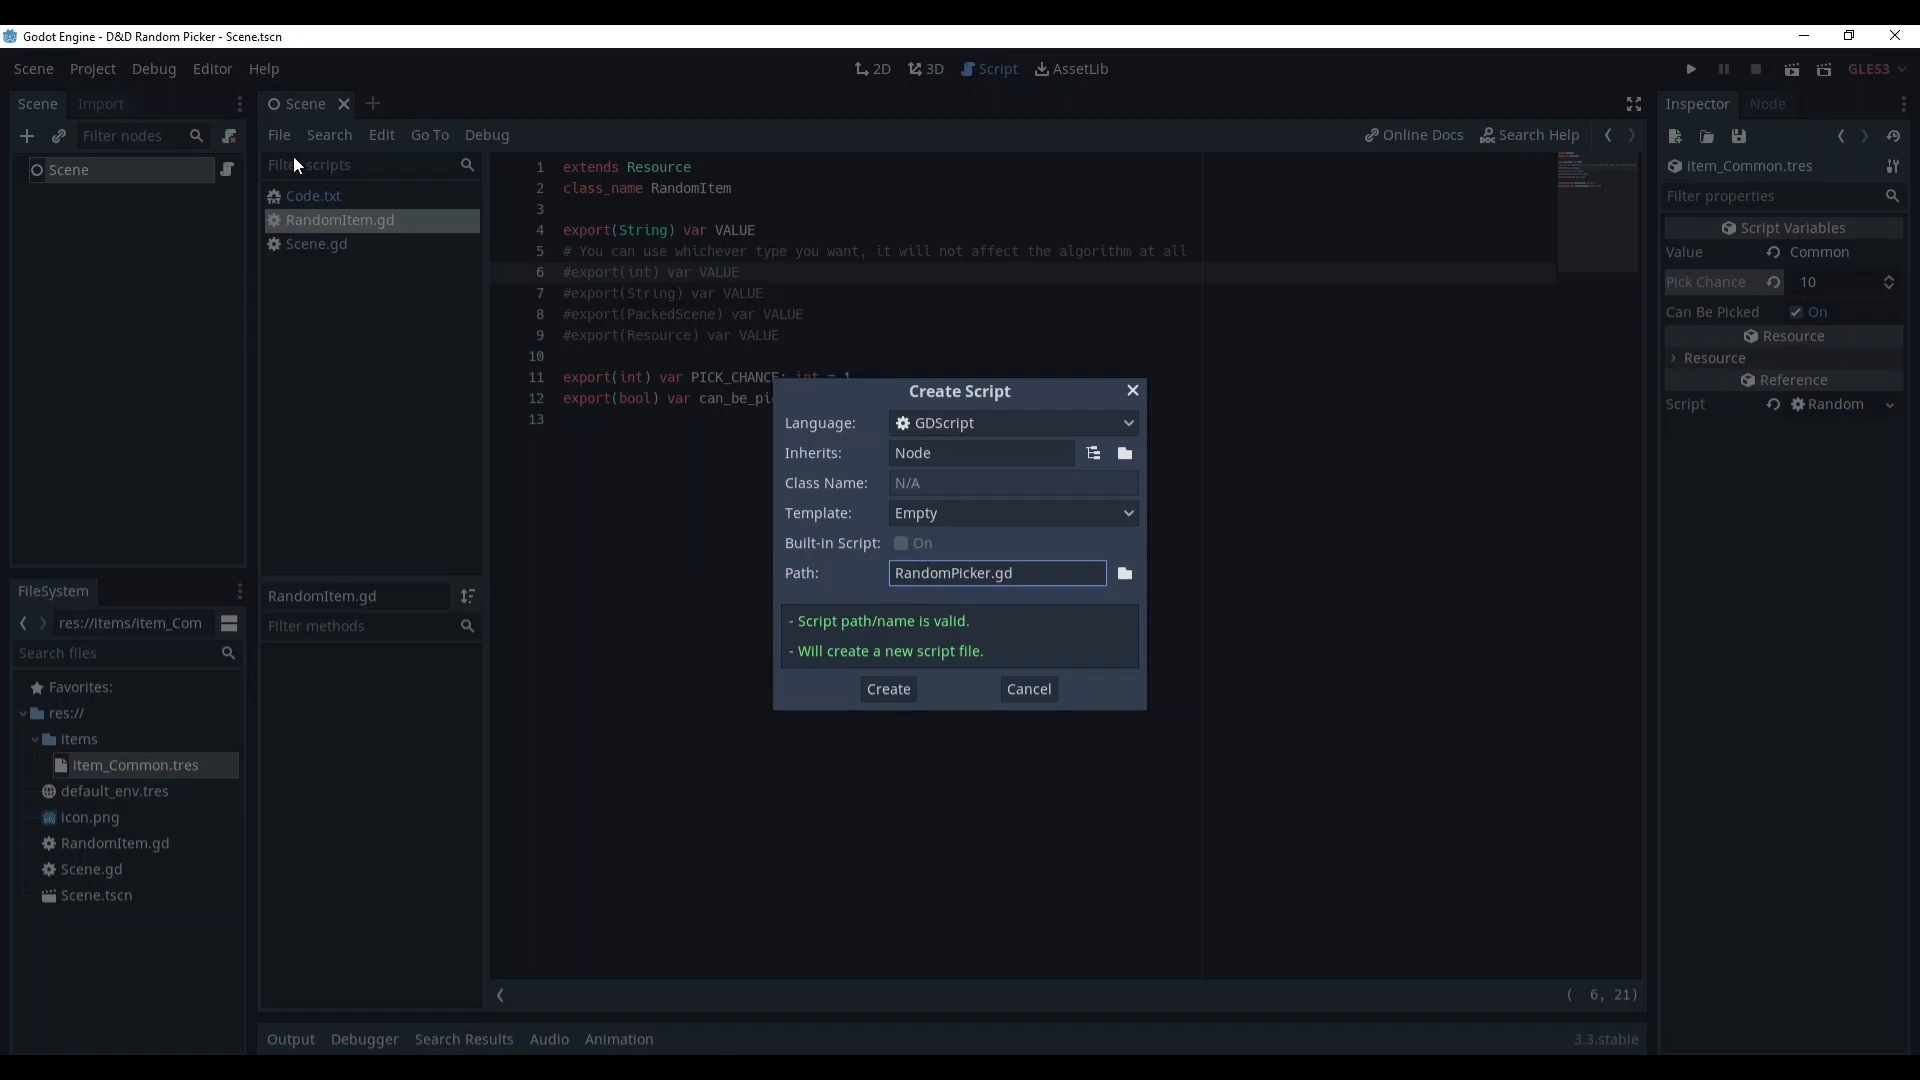 Godot Engine - D&D Random Picker - Scene.tscn
Scene Project Debug Editor Help
2D 3D Script AssetLib
GLES3
Scene Import
Filter nodes
Scene
Scene
File Search Edit Go To Debug
Online Docs Search Help
Filter scripts
Code.txt
RandomItem.gd
Scene.gd
RandomItem.gd
Filter methods
1 extends Resource
2 class_name RandomItem
3
4 export(String) var VALUE
5 # You can use whichever type you want, it will not affect the algorithm at all
6 #export(int) var VALUE
7 #export(String) var VALUE
8 #export(PackedScene) var VALUE
9 #export(Resource) var VALUE
10
11 export(int) var PICK_CHANCE: int = 1
12 export(bool) var can_be_pi
13
Create Script
Language: GDScript
Inherits: Node
Class Name: N/A
Template: Empty
Built-in Script: On
Path: RandomPicker.gd
- Script path/name is valid.
- Will create a new script file.
Create Cancel
( 6, 21)
Output Debugger Search Results Audio Animation
3.3.stable
FileSystem
res://items/item_Com
Search files
Favorites:
res://
items
item_Common.tres
default_env.tres
icon.png
RandomItem.gd
Scene.gd
Scene.tscn
Inspector Node
item_Common.tres
Filter properties
Script Variables
Value Common
Pick Chance 10
Can Be Picked On
Resource
Resource
Reference
Script Random